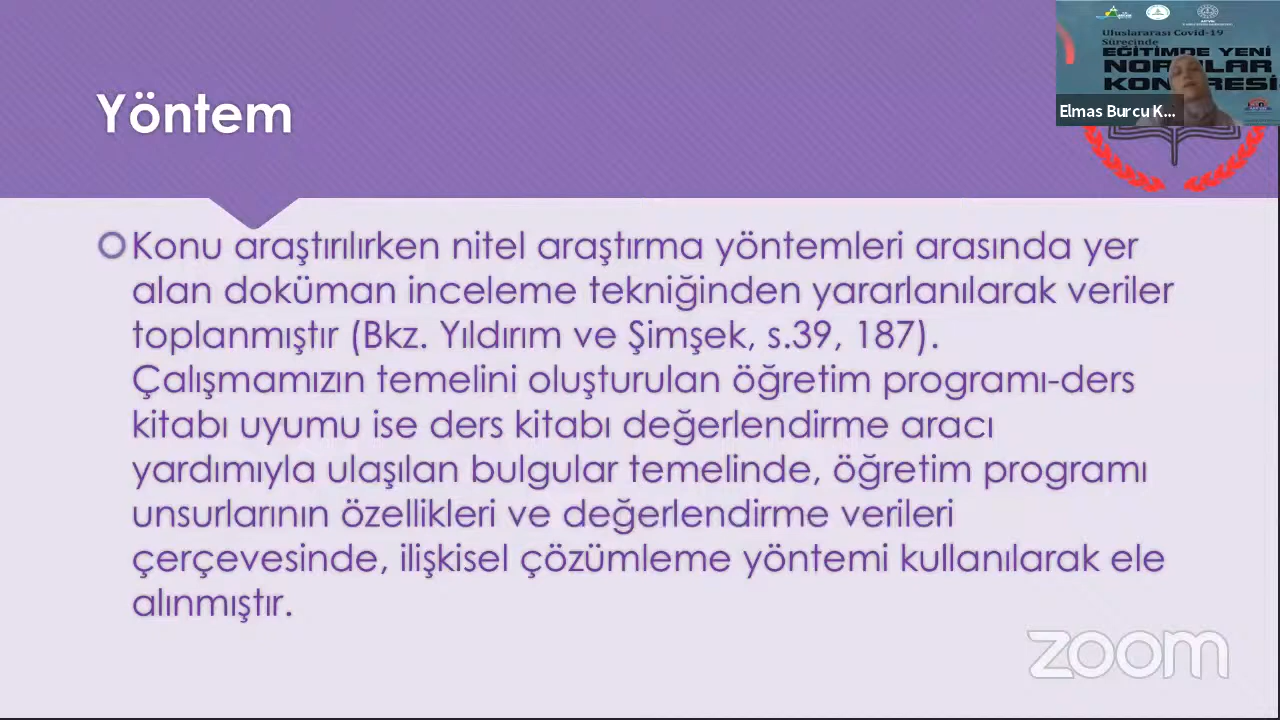 Yöntem
Uluslararası Covid-19
Sürecinde
EĞİTİMDE YENİ
Elmas Burcu K...
Konu araştırılırken nitel araştırma yöntemleri arasında yer
alan doküman inceleme tekniğinden yararlanılarak veriler
toplanmıştır (Bkz. Yıldırım ve Şimşek, s.39, 187).
Çalışmamızın temelini oluşturulan öğretim programı-ders
kitabı uyumu ise ders kitabı değerlendirme aracı
yardımıyla ulaşılan bulgular temelinde, öğretim programı
unsurlarının özellikleri ve değerlendirme verileri
çerçevesinde, ilişkisel çözümleme yöntemi kullanılarak ele
alınmıştır.
zoom